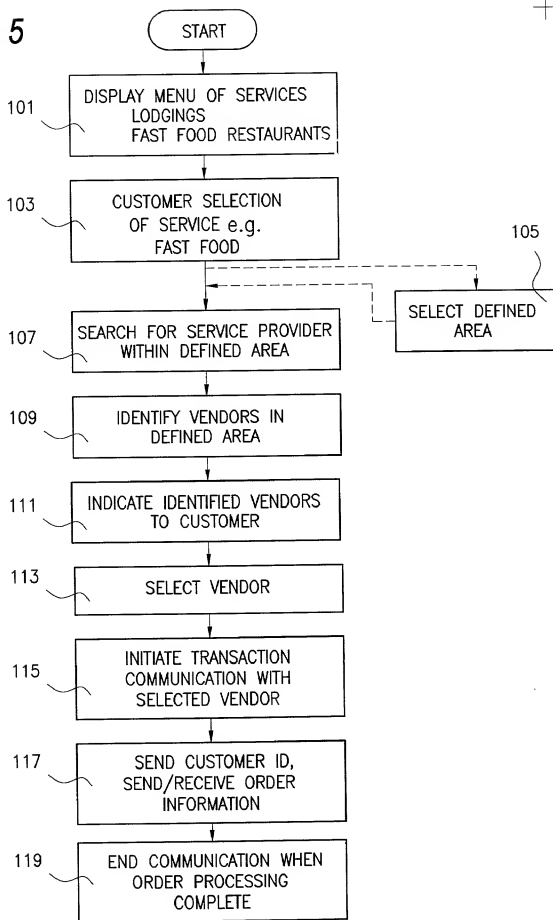 5
START
101
DISPLAY MENU OF SERVICES
LODGINGS
FAST FOOD RESTAURANTS
103
CUSTOMER SELECTION
OF SERVICE e.g.
FAST FOOD
105
SELECT DEFINED
AREA
107
SEARCH FOR SERVICE PROVIDER
WITHIN DEFINED AREA
109
IDENTIFY VENDORS IN
DEFINED AREA
111
INDICATE IDENTIFIED VENDORS
TO CUSTOMER
113
SELECT VENDOR
115
INITIATE TRANSACTION
COMMUNICATION WITH
SELECTED VENDOR
117
SEND CUSTOMER ID,
SEND/RECEIVE ORDER
INFORMATION
119
END COMMUNICATION WHEN
ORDER PROCESSING
COMPLETE